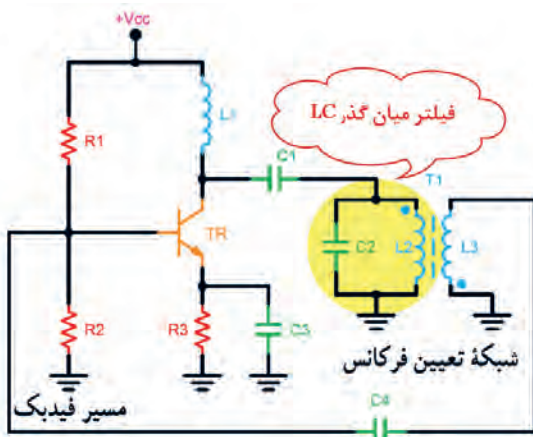 +Vcc
L1
R1
فیلتر میان گذر LC
C1
T1
TR
C2
L2
L3
R2
R3
C3
شبکهٔ تعیین فرکانس
مسیر فیدبک
C4